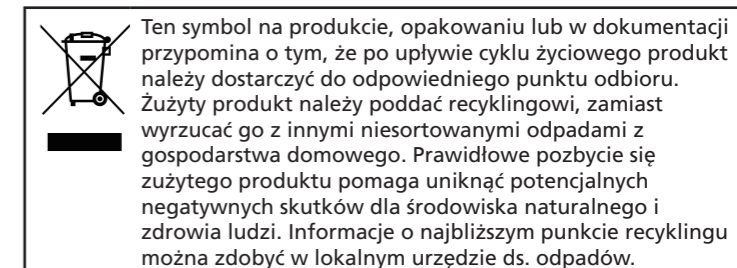 Ten symbol na produkcie, opakowaniu lub w dokumentacji
przypomina o tym, że po upływie cyklu życiowego produkt
należy dostarczyć do odpowiedniego punktu odbioru.
Żużyty produkt należy poddać recyklingowi, zamiast
wyrzucać go z innymi niesortowanymi odpadami z
gospodarstwa domowego. Prawidłowe pozbycie się
zużytego produktu pomaga uniknąć potencjalnych
negatywnych skutków dla środowiska naturalnego i
zdrowia ludzi. Informacje o najbliższym punkcie recyklingu
można zdobyć w lokalnym urzędzie ds. odpadów.